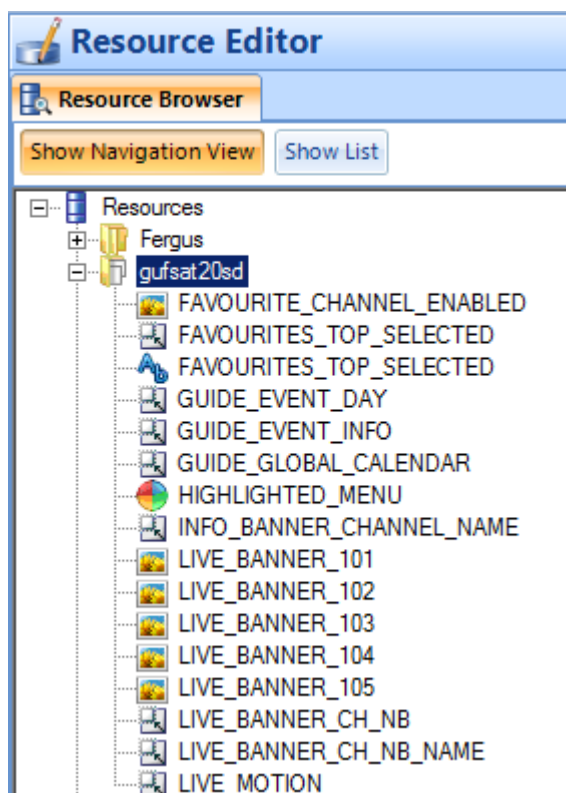 Resource Editor
Resource Browser
Show Navigation View Show List
Resources
Fergus
gufsat20sd
FAVOURITE_CHANNEL_ENABLED
FAVOURITES_TOP_SELECTED
FAVOURITES_TOP_SELECTED
GUIDE_EVENT_DAY
GUIDE_EVENT_INFO
GUIDE_GLOBAL_CALENDAR
HIGHLIGHTED_MENU
INFO_BANNER_CHANNEL_NAME
LIVE_BANNER_101
LIVE_BANNER_102
LIVE_BANNER_103
LIVE_BANNER_104
LIVE_BANNER_105
LIVE_BANNER_CH_NB
LIVE_BANNER_CH_NB_NAME
LIVE_MOTION